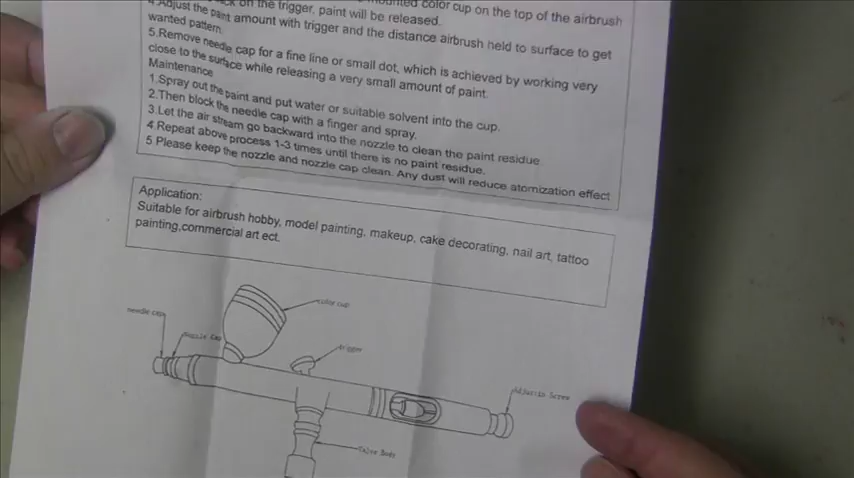 mounted color cup on the top of the airbrush
on the trigger, paint will be released.
4.Adjust the paint amount with trigger and the distance airbrush held to surface to get
wanted pattern.
5.Remove needle cap for a fine line or small dot, which is achieved by working very
close to the surface while releasing a very small amount of paint.
Maintenance
1.Spray out the paint and put water or suitable solvent into the cup.
2.Then block the needle cap with a finger and spray.
3.Let the air stream go backward into the nozzle to clean the paint residue
4.Repeat above process 1-3 times until there is no paint residue.
5 Please keep the nozzle and nozzle cap clean. Any dust will reduce atomization effect
Application:
Suitable for airbrush hobby, model painting, makeup, cake decorating, nail art, tattoo
painting,commercial art ect.
color cup
needle cap
Nozzle Cap
trigger
Adjustin Screw
Valve Body